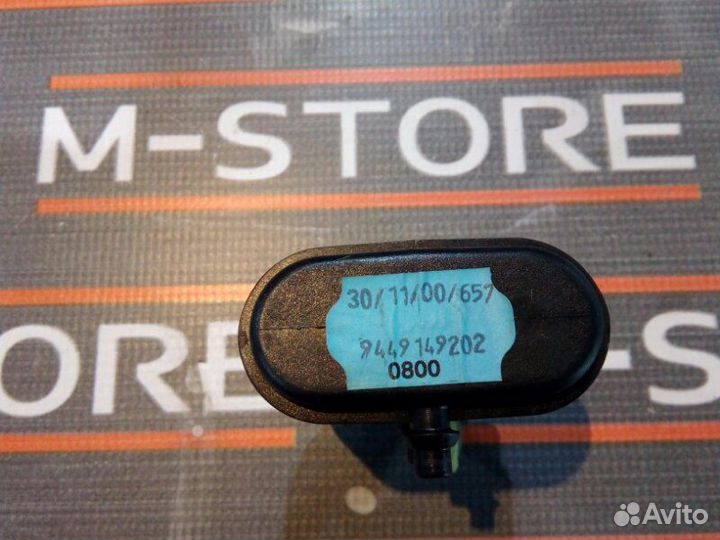 M-STORE
30/11/00/657
9449149202
0800
ORE
-S
Avito